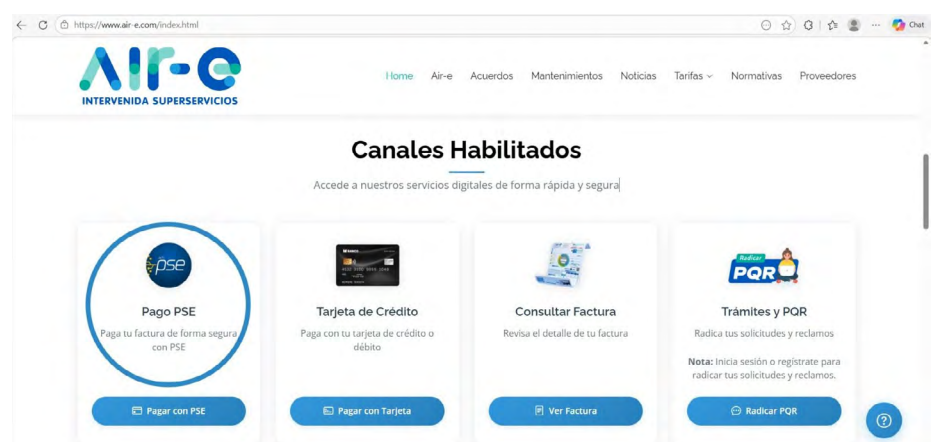 https://www.air-e.com/index.html
Chat
Air-e
INTERVENIDA SUPERSERVICIOS
Home Air-e Acuerdos Mantenimientos Noticias Tarifas Normativas Proveedores
Canales Habilitados
Accede a nuestros servicios digitales de forma rápida y segura
pse
Pago PSE
Paga tu factura de forma segura
con PSE
Pagar con PSE
Tarjeta de Crédito
Paga con tu tarjeta de crédito o
débito
Pagar con Tarjeta
Consultar Factura
Revisa el detalle de tu factura
Ver Factura
Radicar
PQR
Trámites y PQR
Radica tus solicitudes y reclamos
Nota: Inicia sesión o regístrate para
radicar tus solicitudes y reclamos.
Radicar PQR